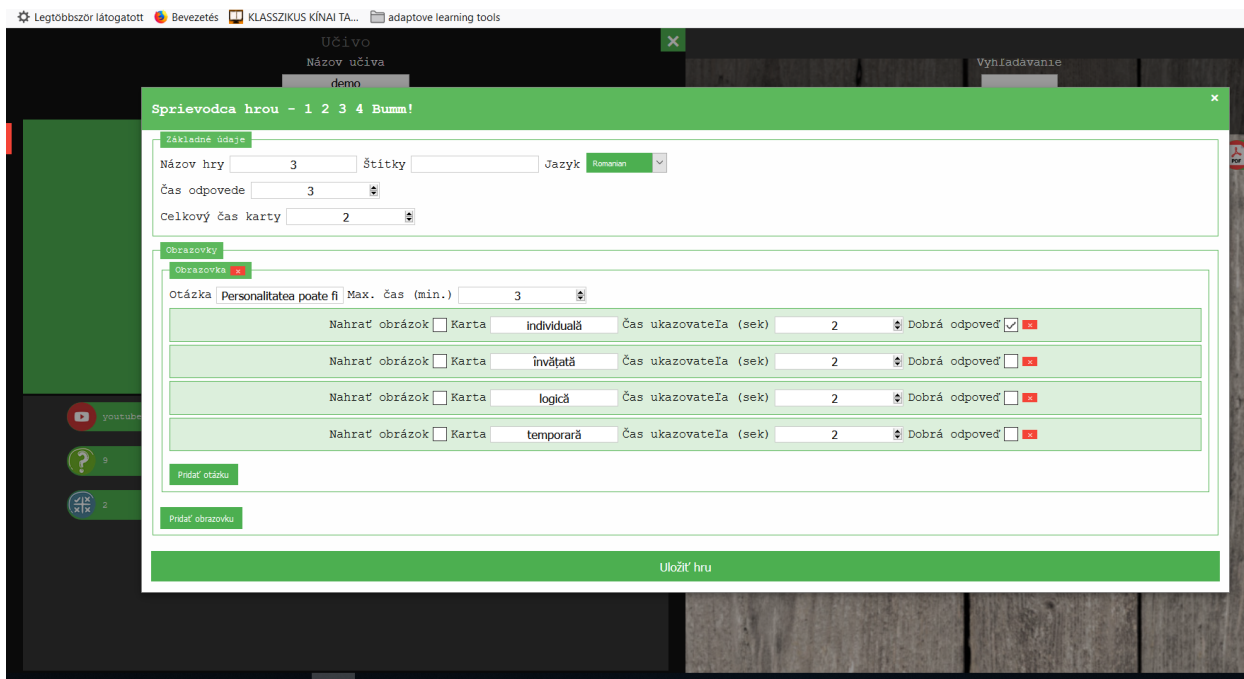 Legtöbbször látogatott Bevezetés KLASSZIKUS KÍNAI TA... adaptove learning tools
Učivo
Názov učiva
Vyhľadávanie
demo
Sprievodca hrou - 1 2 3 4 Bumm!
Základné údaje
Názov hry 3 Štítky Jazyk Romanian
Čas odpovede 3
Celkový čas karty 2
PDF
Obrazovky
Obrazovka
Otázka Personalitatea poate fi Max. čas (min.) 3
Nahrať obrázok Karta individuală Čas ukazovateľa (sek) 2 Dobrá odpoveď
Nahrať obrázok Karta învățată Čas ukazovateľa (sek) 2 Dobrá odpoveď
Nahrať obrázok Karta logică Čas ukazovateľa (sek) 2 Dobrá odpoveď
youtube
Nahrať obrázok Karta temporară Čas ukazovateľa (sek) 2 Dobrá odpoveď
9
Pridať otázku
2
Pridať obrazovku
Uložiť hru